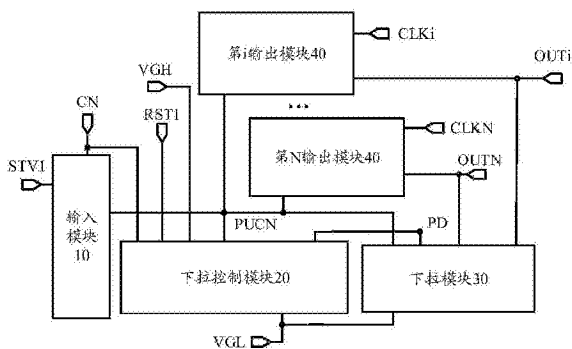 第i输出模块40
CLKi
OUTi
VGH
CN
RST1
...
CLKN
第N输出模块40
OUTN
STV1
输入
模块
10
PUCN
PD
下拉控制模块20
下拉模块30
VGL